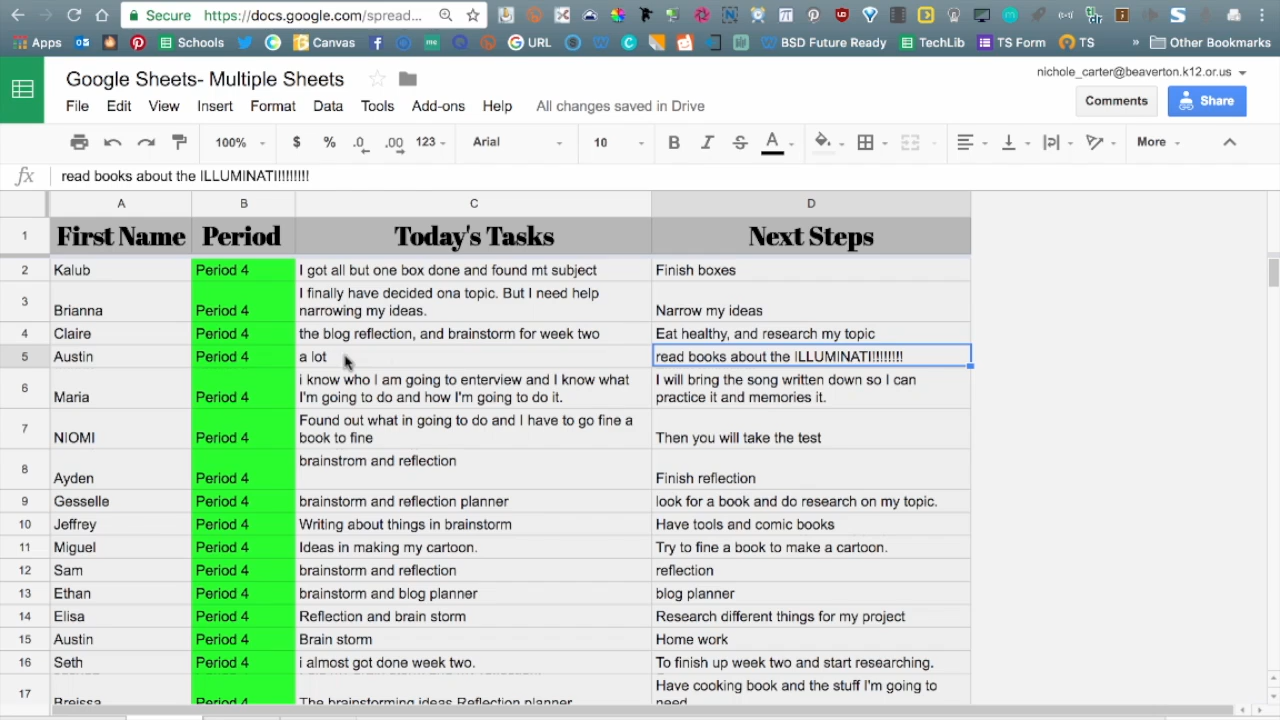 Secure https://docs.google.com/spread...
Apps Schools Canvas URL BSD Future Ready TechLib TS Form TS » Other Bookmarks
Google Sheets- Multiple Sheets
nichole_carter@beaverton.k12.or.us
File Edit View Insert Format Data Tools Add-ons Help All changes saved in Drive
Comments Share
100% $ % .0 .00 123 Arial 10 B I S A More
fx read books about the ILLUMINATI!!!!!!!!
A B C D
1 First Name Period Today's Tasks Next Steps
2 Kalub Period 4 I got all but one box done and found mt subject Finish boxes
3 Brianna Period 4 I finally have decided ona topic. But I need help
narrowing my ideas. Narrow my ideas
4 Claire Period 4 the blog reflection, and brainstorm for week two Eat healthy, and research my topic
5 Austin Period 4 a lot read books about the ILLUMINATI!!!!!!!!
6 Maria Period 4 i know who I am going to enterview and I know what
I'm going to do and how I'm going to do it. I will bring the song written down so I can
practice it and memories it.
7 NIOMI Period 4 Found out what in going to do and I have to go fine a
book to fine Then you will take the test
8 Ayden Period 4 brainstrom and reflection Finish reflection
9 Gesselle Period 4 brainstorm and reflection planner look for a book and do research on my topic.
10 Jeffrey Period 4 Writing about things in brainstorm Have tools and comic books
11 Miguel Period 4 Ideas in making my cartoon. Try to fine a book to make a cartoon.
12 Sam Period 4 brainstorm and reflection reflection
13 Ethan Period 4 brainstorm and blog planner blog planner
14 Elisa Period 4 Reflection and brain storm Research different things for my project
15 Austin Period 4 Brain storm Home work
16 Seth Period 4 i almost got done week two. To finish up week two and start researching.
17 Breissa Period 4 The brainstorming ideas Reflection planner Have cooking book and the stuff I'm going to
need